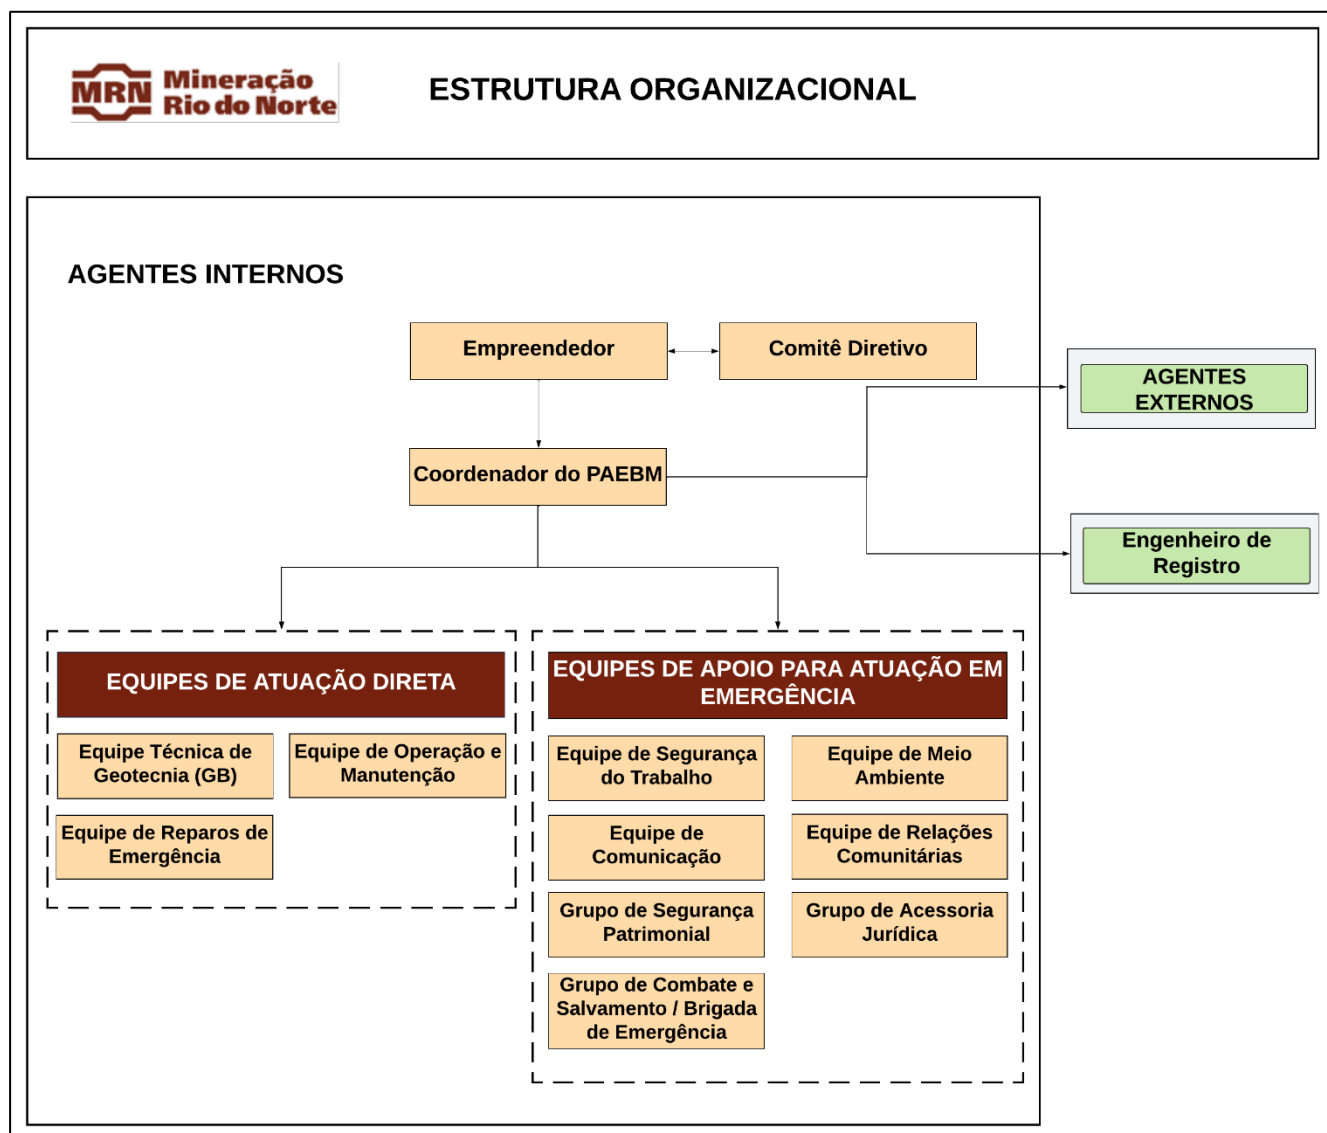 MRN
Mineração
Rio do Norte
ESTRUTURA ORGANIZACIONAL
AGENTES INTERNOS
Empreendedor
Comitê Diretivo
AGENTES
EXTERNOS
Coordenador do PAEBM
Engenheiro de
Registro
EQUIPES DE ATUAÇÃO DIRETA
Equipe Técnica de
Geotecnia (GB)
Equipe de Operação e
Manutenção
Equipe de Reparos de
Emergência
EQUIPES DE APOIO PARA ATUAÇÃO EM
EMERGÊNCIA
Equipe de Segurança
do Trabalho
Equipe de Meio
Ambiente
Equipe de
Comunicação
Equipe de Relações
Comunitárias
Grupo de Segurança
Patrimonial
Grupo de Acessoria
Jurídica
Grupo de Combate e
Salvamento / Brigada
de Emergência